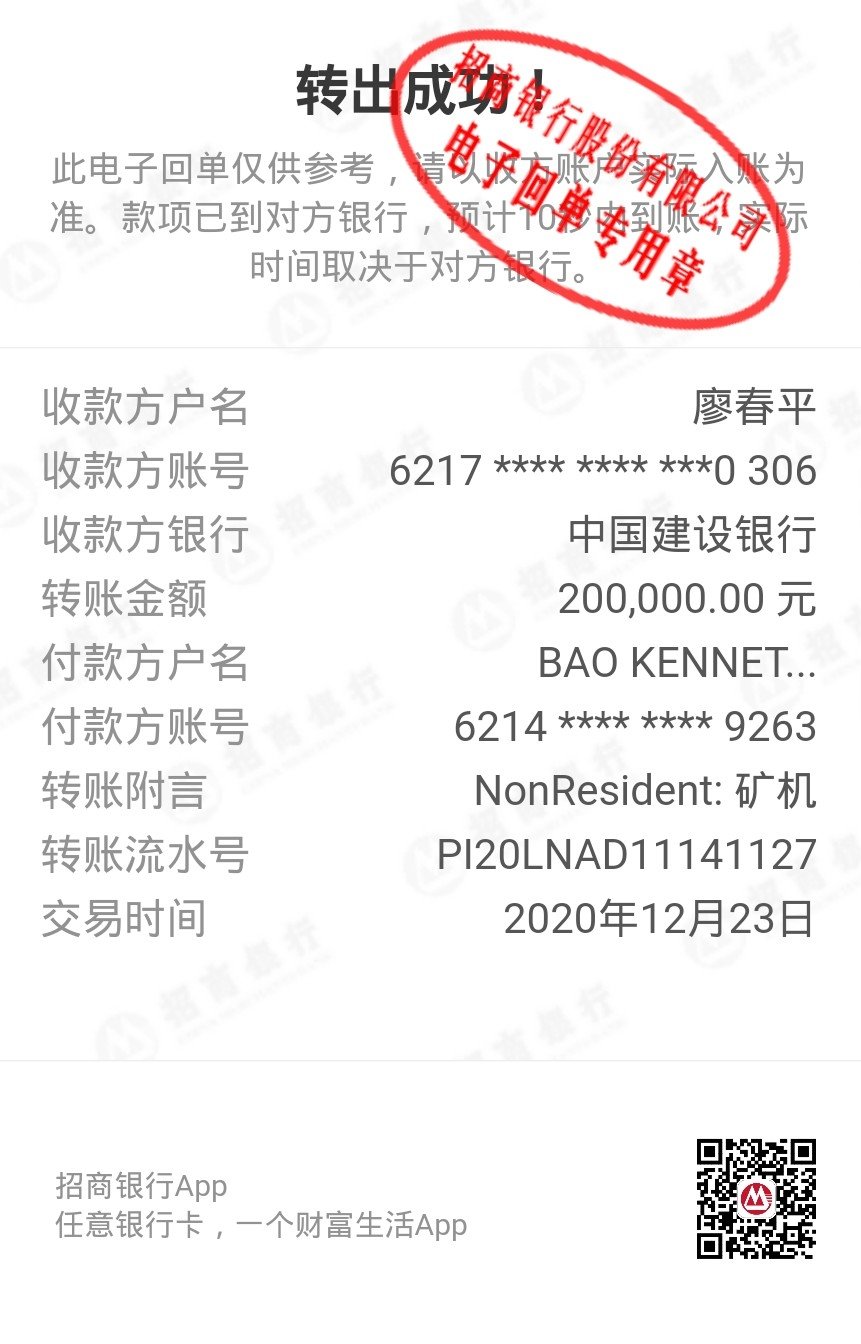 转出成功！
招商银行股份有限公司
电子回单专用章
此电子回单仅供参考，请以收方账户实际入账为
准。款项已到对方银行，预计10秒内到账，实际
时间取决于对方银行。
收款方户名 廖春平
收款方账号 6217 **** **** ***0 306
收款方银行 中国建设银行
转账金额 200,000.00 元
付款方户名 BAO KENNET...
付款方账号 6214 **** **** 9263
转账附言 NonResident: 矿机
转账流水号 PI20LNAD11141127
交易时间 2020年12月23日
招商银行App
任意银行卡，一个财富生活App